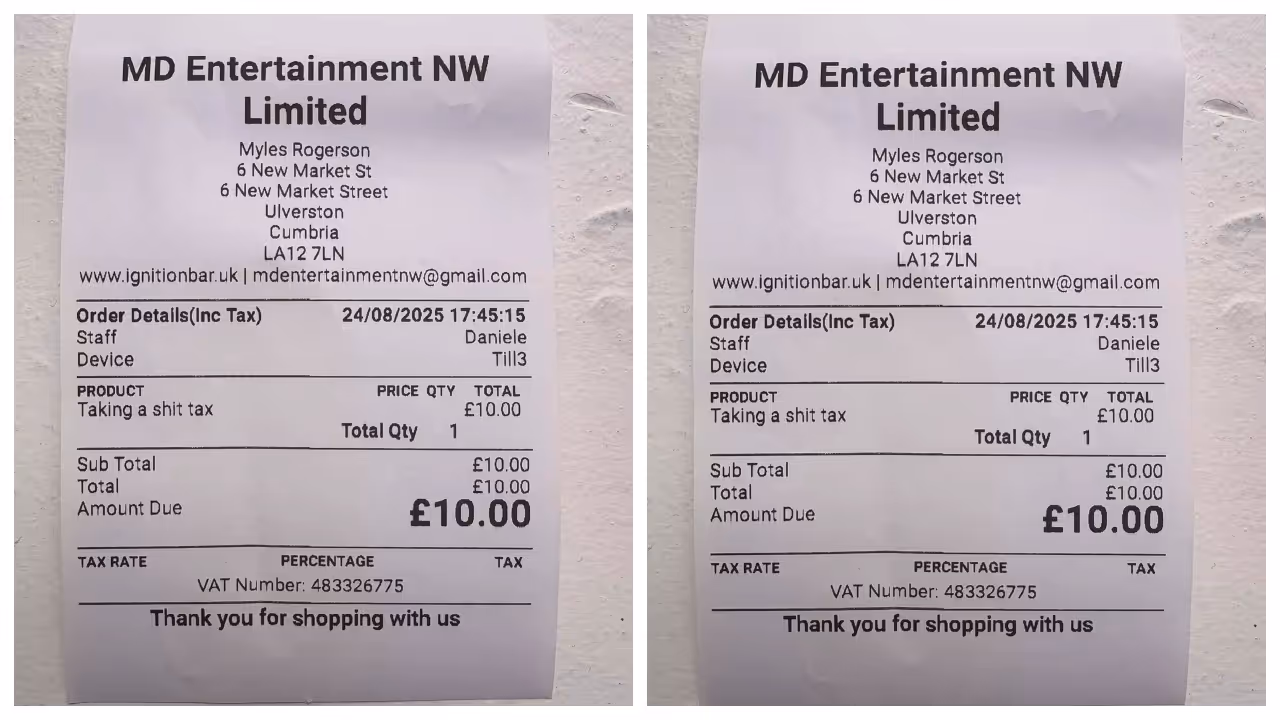 MD Entertainment NW
Limited
Myles Rogerson
6 New Market St
6 New Market Street
Ulverston
Cumbria
LA12 7LN
www.ignitionbar.uk | mdentertainmentnw@gmail.com
Order Details(Inc Tax) 24/08/2025 17:45:15
Staff Daniele
Device Till3
PRODUCT PRICE QTY TOTAL
Taking a shit tax £10.00
Total Qty 1
Sub Total £10.00
Total £10.00
Amount Due £10.00
TAX RATE PERCENTAGE TAX
VAT Number: 483326775
Thank you for shopping with us
MD Entertainment NW
Limited
Myles Rogerson
6 New Market St
6 New Market Street
Ulverston
Cumbria
LA12 7LN
www.ignitionbar.uk | mdentertainmentnw@gmail.com
Order Details(Inc Tax) 24/08/2025 17:45:15
Staff Daniele
Device Till3
PRODUCT PRICE QTY TOTAL
Taking a shit tax £10.00
Total Qty 1
Sub Total £10.00
Total £10.00
Amount Due £10.00
TAX RATE PERCENTAGE TAX
VAT Number: 483326775
Thank you for shopping with us